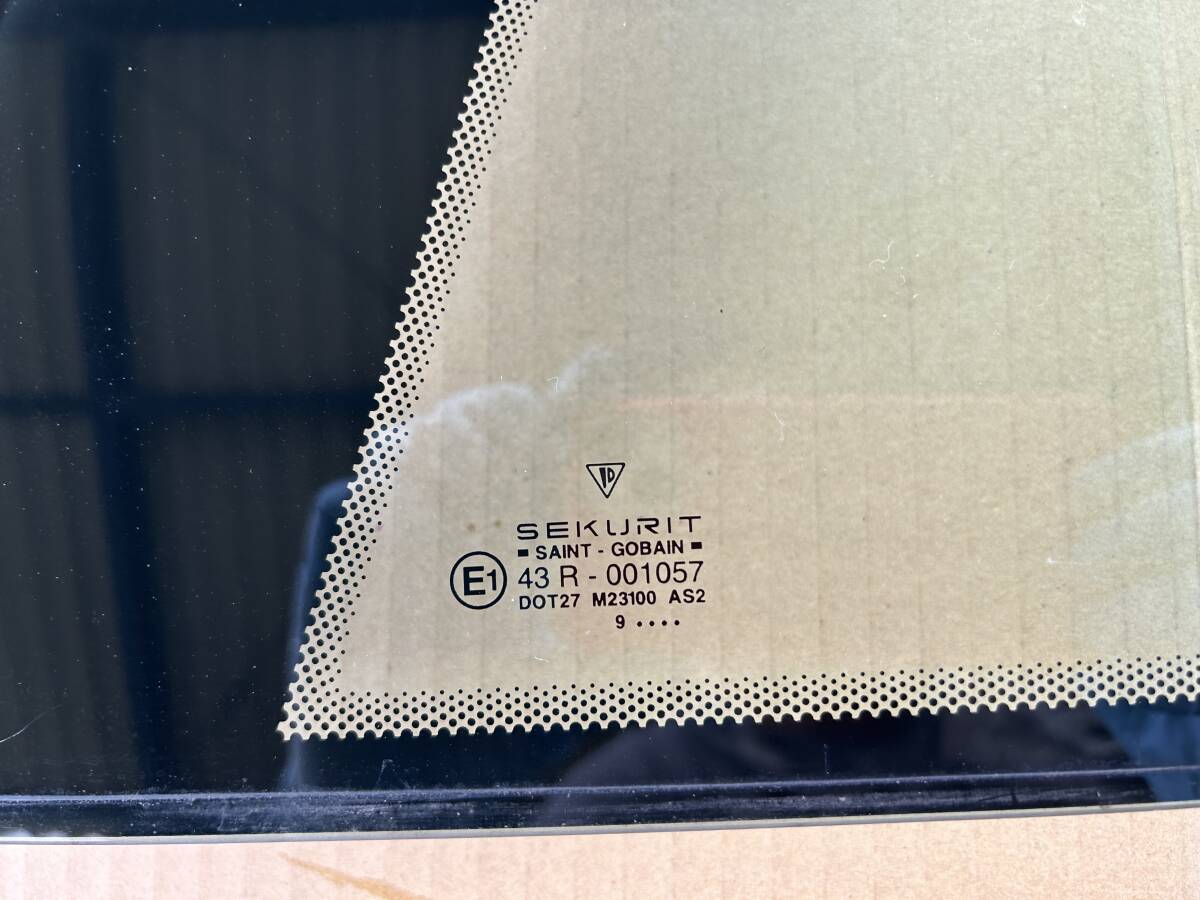 SEKURIT
SAINT - GOBAIN
E1
43 R - 001057
DOT27 M23100 AS2
9 ....